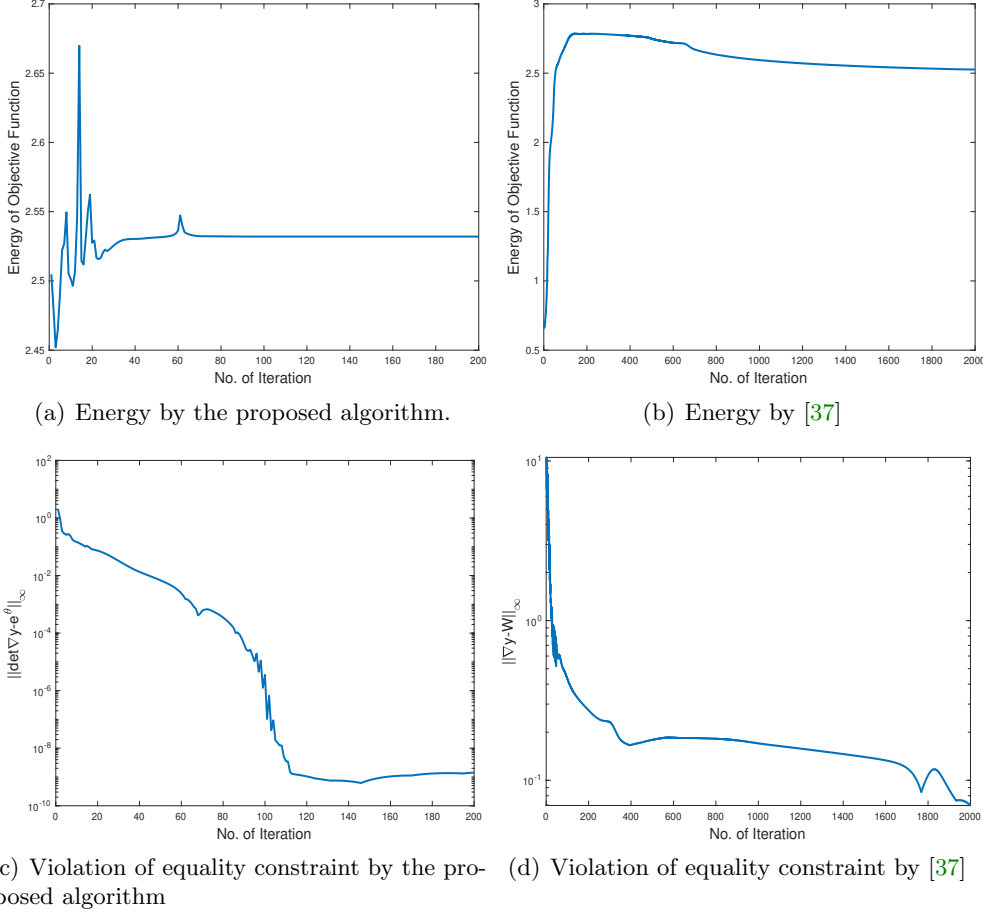 2.7
2.65
2.6
2.55
2.5
2.45
Energy of Objective Function
0 20 40 60 80 100 120 140 160 180 200
No. of Iteration
(a) Energy by the proposed algorithm.
3
2.5
2
1.5
1
0.5
Energy of Objective Function
0 200 400 600 800 1000 1200 1400 1600 1800 2000
No. of Iteration
(b) Energy by [37]
10^2
10^0
10^-2
10^-4
10^-6
10^-8
10^-10
||det∇y-e^θ||_∞
0 20 40 60 80 100 120 140 160 180 200
No. of Iteration
c) Violation of equality constraint by the pro-
posed algorithm
10^1
10^0
10^-1
||∇y-W||_∞
0 200 400 600 800 1000 1200 1400 1600 1800 2000
No. of Iteration
(d) Violation of equality constraint by [37]